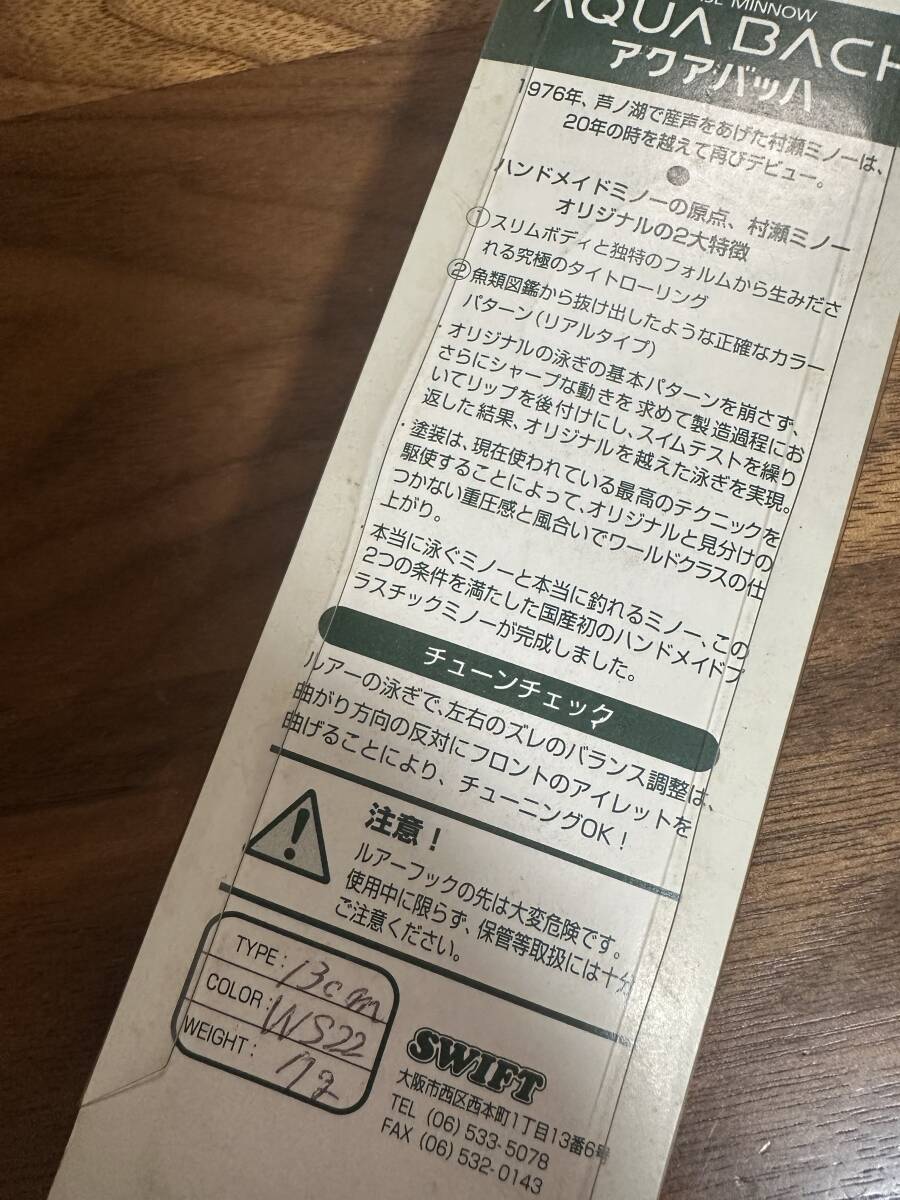 MINNOW
AQUA BACH
アクアバッハ
1976年、芦ノ湖で産声をあげた村瀬ミノーは、
20年の時を越えて再びデビュー。
ハンドメイドミノーの原点、村瀬ミノー
オリジナルの2大特徴
①スリムボディと独特のフォルムから生みださ
れる究極のタイトローリング
②魚類図鑑から抜け出したような正確なカラー
パターン(リアルタイプ)
・オリジナルの泳ぎの基本パターンを崩さず、
さらにシャープな動きを求めて製造過程にお
いてリップを後付けにし、スイムテストを繰り
返した結果、オリジナルを越えた泳ぎを実現。
・塗装は、現在使われている最高のテクニックを
駆使することによって、オリジナルと見分けの
つかない重圧感と風合いでワールドクラスの仕
上がり。
本当に泳ぐミノーと本当に釣れるミノー、この
2つの条件を満たした国産初のハンドメイドプ
ラスチックミノーが完成しました。
チューンチェック
ルアーの泳ぎで、左右のズレのバランス調整は、
曲がり方向の反対にフロントのアイレットを
曲げることにより、チューニングOK!
注意!
ルアーフックの先は大変危険です。
使用中に限らず、保管等取扱には十分
ご注意ください。
TYPE: 13cm
COLOR: WS22
WEIGHT: 17g
SWIFT
大阪市西区西本町1丁目13番6号
TEL (06) 533-5078
FAX (06) 532-0143